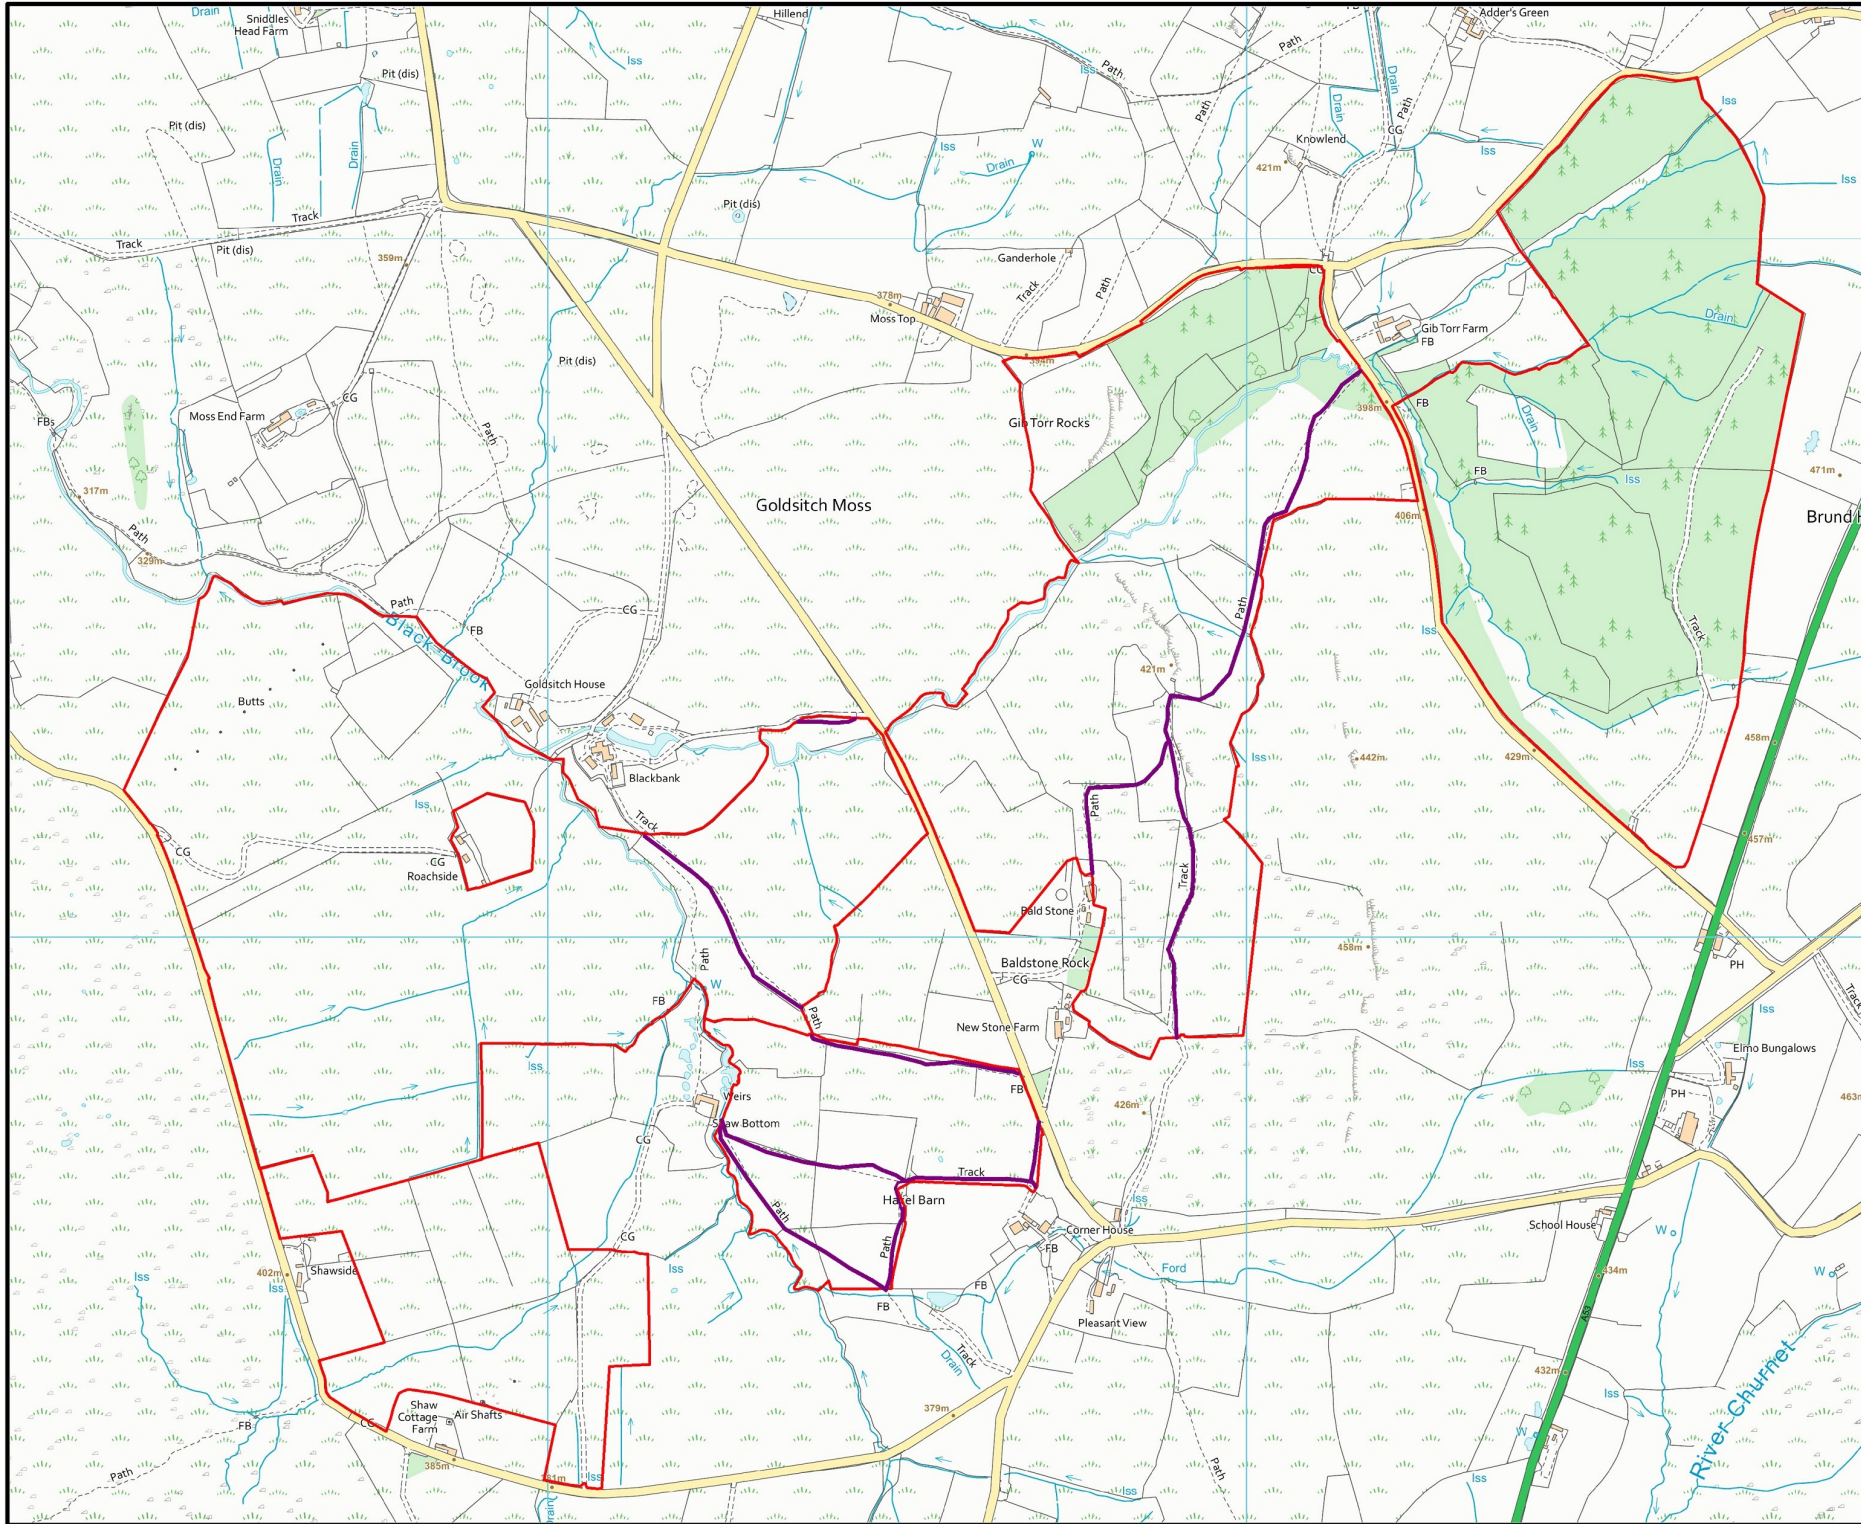 Drain
Sniddles
Head Farm
Hillend
FB
Adder's Green
Iss
Iss
Path
Path
Pit (dis)
Drain
Drain
Path
Path
Iss
Pit (dis)
Drain
Drain
Iss
W
Drain
Knowlend
CG
Iss
421m
Iss
Track
Pit (dis)
Track
Pit (dis)
359m
Ganderhole
CG
Track
Path
378m
Moss Top
Drain
Gib Torr Farm
FB
394m
Pit (dis)
CG
Moss End Farm
FBs
Path
Gib Torr Rocks
398m
FB
Drain
FB
Iss
471m
317m
Goldsitch Moss
406m
Brund
Path
329m
Path
FB
CG
Black Brook
Path
Iss
Track
421m
Goldsitch House
Butts
Iss
442m
429m
458m
Blackbank
Iss
Path
Track
457m
CG
CG
Roachside
Track
Bald Stone
458m
Path
Baldstone Rock
CG
PH
W
FB
Path
New Stone Farm
Iss
Track
Elmo Bungalows
Iss
Iss
FB
Weirs
426m
PH
463m
Shaw Bottom
CG
Track
Hazel Barn
Iss
Path
Corner House
School House
W
CG
Path
FB
Iss
402m
Shawside
Iss
Iss
Ford
FB
434m
W
FB
Pleasant View
A53
Track
Drain
432m
Iss
River Churnet
Shaw
Cottage
Farm
Air Shafts
CG
FB
379m
W
385m
381m
Iss
Path
Path
Iss
Iss
Drain